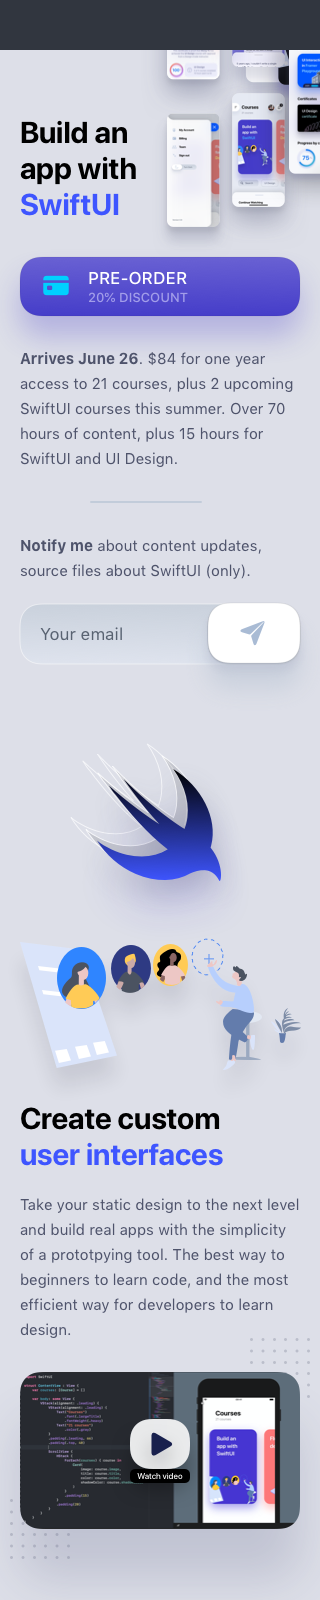 Build an
app with
SwiftUI
PRE-ORDER
20% DISCOUNT
Arrives June 26. $84 for one year
access to 21 courses, plus 2 upcoming
SwiftUI courses this summer. Over 70
hours of content, plus 15 hours for
SwiftUI and UI Design.
Notify me about content updates,
source files about SwiftUI (only).
Your email
Create custom
user interfaces
Take your static design to the next level
and build real apps with the simplicity
of a prototpying tool. The best way to
beginners to learn code, and the most
efficient way for developers to learn
design.
Courses
Build an
app with
SwiftUI
Watch video